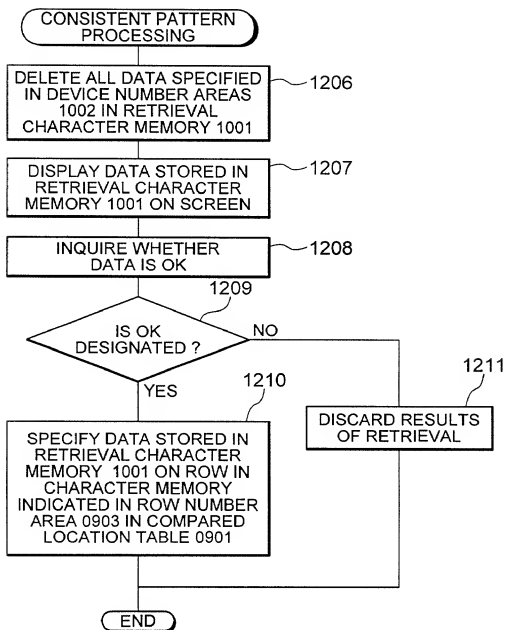 CONSISTENT PATTERN
PROCESSING
DELETE ALL DATA SPECIFIED
IN DEVICE NUMBER AREAS
1002 IN RETRIEVAL
CHARACTER MEMORY 1001
1206
DISPLAY DATA STORED IN
RETRIEVAL CHARACTER
MEMORY 1001 ON SCREEN
1207
INQUIRE WHETHER
DATA IS OK
1208
1209
IS OK
DESIGNATED ?
NO
YES
1210
SPECIFY DATA STORED IN
RETRIEVAL CHARACTER
MEMORY 1001 ON ROW IN
CHARACTER MEMORY
INDICATED IN ROW NUMBER
AREA 0903 IN COMPARED
LOCATION TABLE 0901
1211
DISCARD RESULTS
OF RETRIEVAL
END